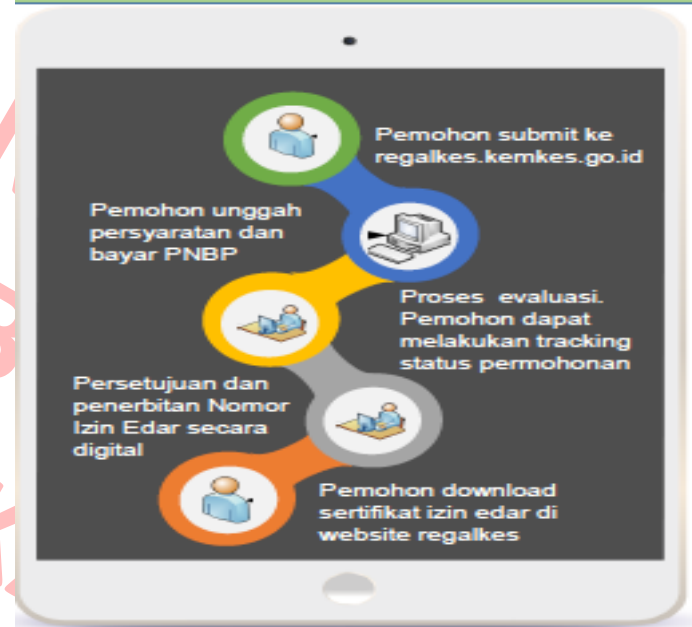 Pemohon submit ke
regalkes.kemkes.go.id
Pemohon unggah
persyaratan dan
bayar PNBP
Proses evaluasi.
Pemohon dapat
melakukan tracking
status permohonan
Persetujuan dan
penerbitan Nomor
Izin Edar secara
digital
Pemohon download
sertifikat izin edar di
website regalkes